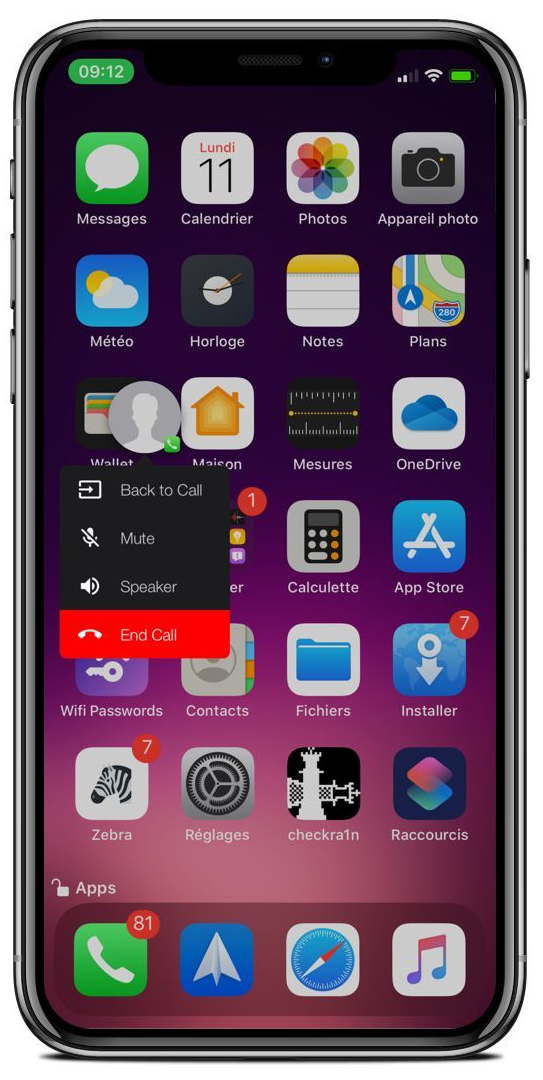 09:12
Lundi
11
Messages
Calendrier
Photos
Appareil photo
280
Météo
Horloge
Notes
Plans
Wallet
Maison
Mesures
OneDrive
Back to Call
1
Mute
Speaker
er
Calculette
App Store
End Call
7
Wifi Passwords
Contacts
Fichiers
Installer
7
Zebra
Réglages
checkra1n
Raccourcis
Apps
81